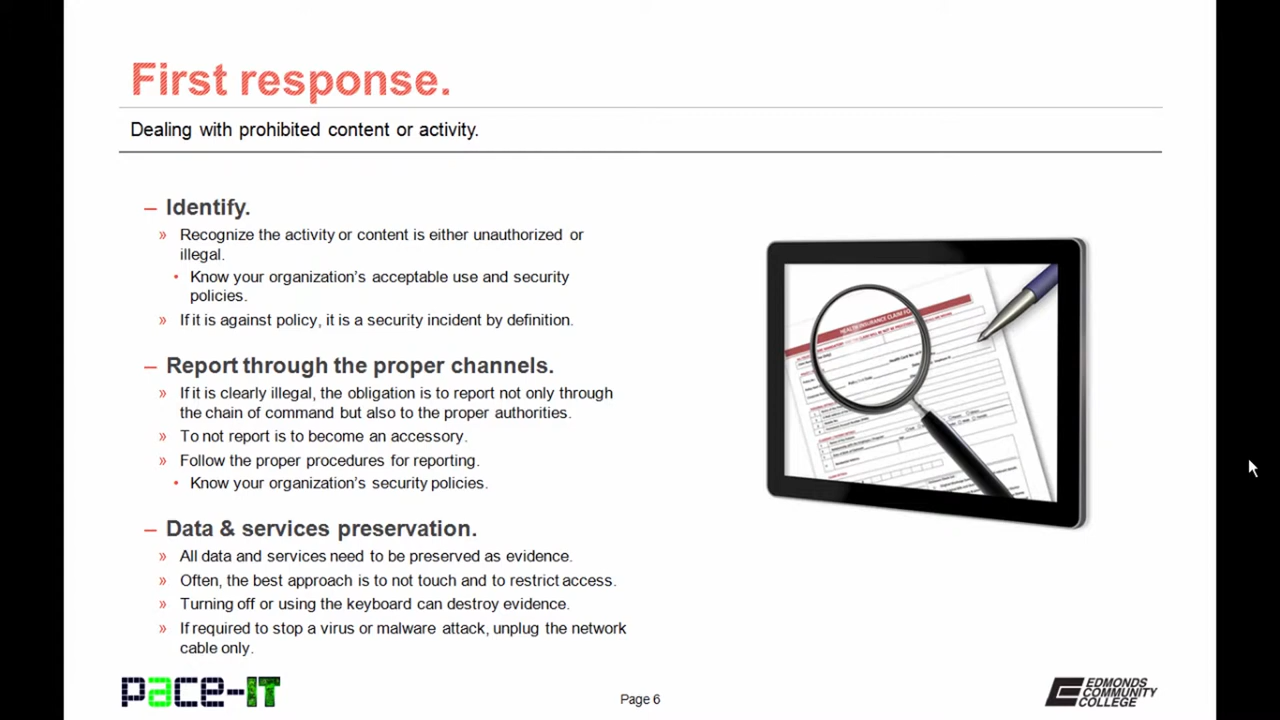 First response.
Dealing with prohibited content or activity.
– Identify.
» Recognize the activity or content is either unauthorized or
illegal.
• Know your organization's acceptable use and security
policies.
» If it is against policy, it is a security incident by definition.
– Report through the proper channels.
» If it is clearly illegal, the obligation is to report not only through
the chain of command but also to the proper authorities.
» To not report is to become an accessory.
» Follow the proper procedures for reporting.
• Know your organization's security policies.
– Data & services preservation.
» All data and services need to be preserved as evidence.
» Often, the best approach is to not touch and to restrict access.
» Turning off or using the keyboard can destroy evidence.
» If required to stop a virus or malware attack, unplug the network
cable only.
HEALTH INSURANCE CLAIM
pace-IT
Page 6
EDMONDS
COMMUNITY
COLLEGE